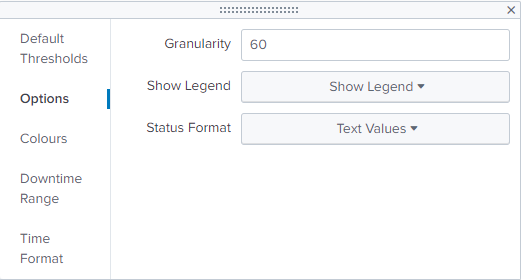 Default
Thresholds
Options
Colours
Downtime
Range
Time
Format
Granularity 60
Show Legend Show Legend
Status Format Text Values